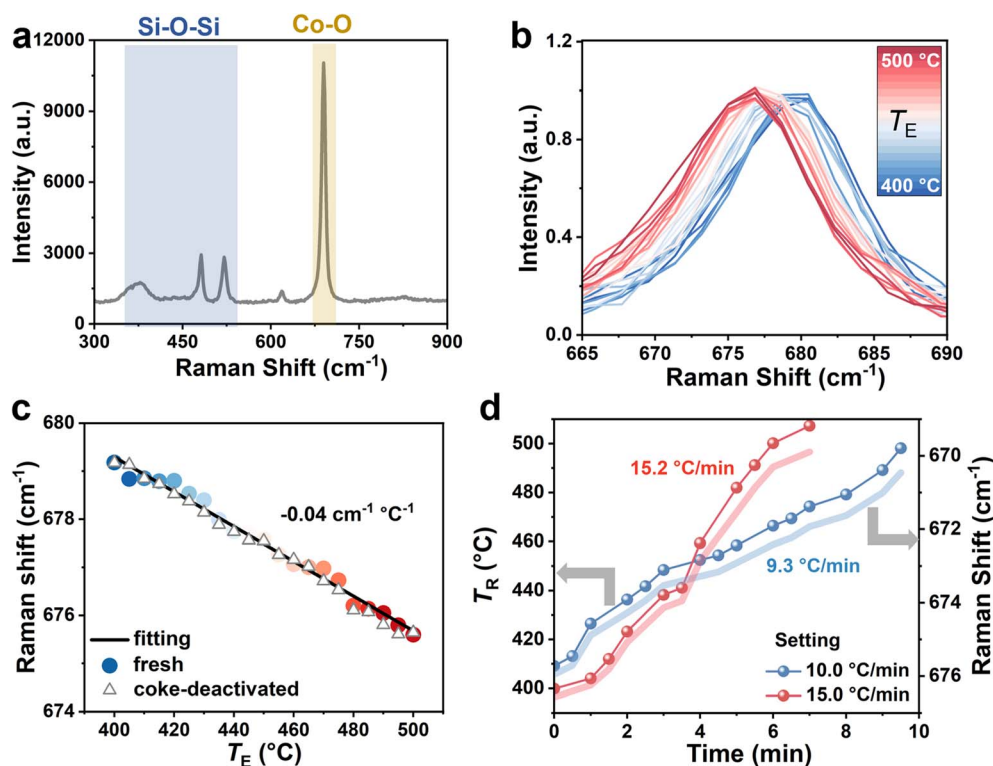 a
Si-O-Si
Co-O
12000
9000
6000
3000
0
300 450 600 750 900
Intensity (a.u.)
Raman Shift (cm⁻¹)
b
1.2
0.8
0.4
0.0
665 670 675 680 685 690
Intensity (a.u.)
Raman Shift (cm⁻¹)
500 °C
T_E
400 °C
c
680
678
676
674
400 420 440 460 480 500
Raman shift (cm⁻¹)
T_E (°C)
-0.04 cm⁻¹ °C⁻¹
fitting
fresh
coke-deactivated
d
500
480
460
440
420
400
0 2 4 6 8 10
T_R (°C)
Time (min)
670
672
674
676
Raman Shift (cm⁻¹)
15.2 °C/min
9.3 °C/min
Setting
10.0 °C/min
15.0 °C/min